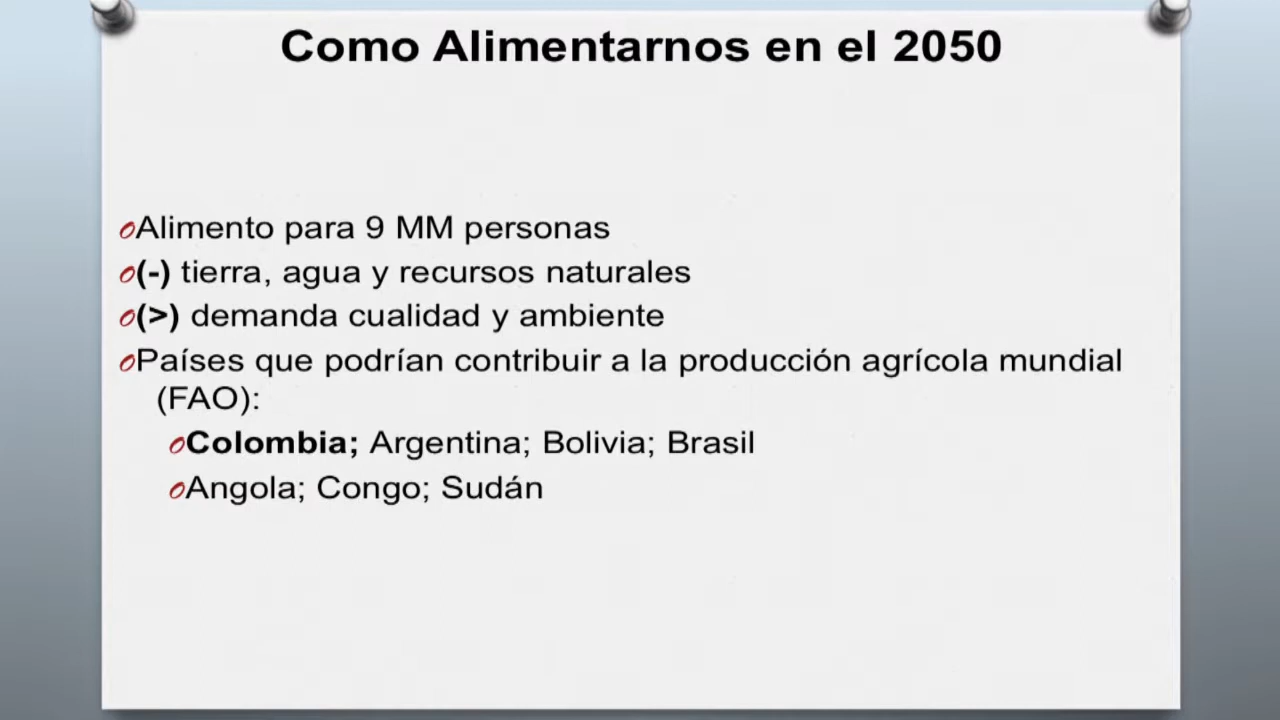 Como Alimentarnos en el 2050
Alimento para 9 MM personas
(-) tierra, agua y recursos naturales
(>) demanda cualidad y ambiente
Países que podrían contribuir a la producción agrícola mundial
(FAO):
Colombia; Argentina; Bolivia; Brasil
Angola; Congo; Sudán